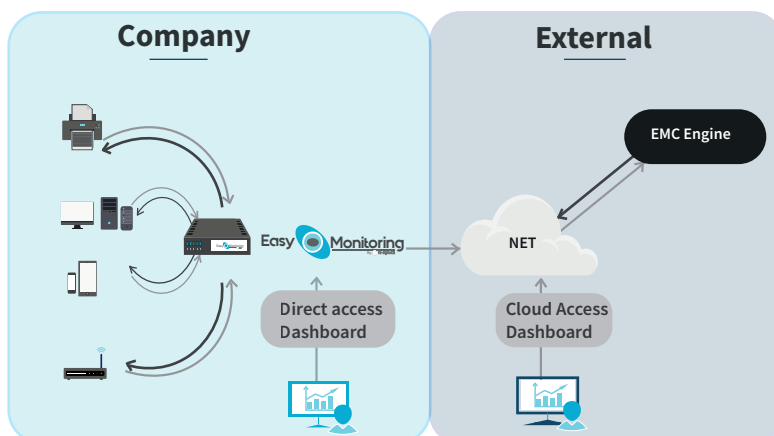 Company
External
EMC Engine
Easy Monitoring
NET
Direct access
Dashboard
Cloud Access
Dashboard